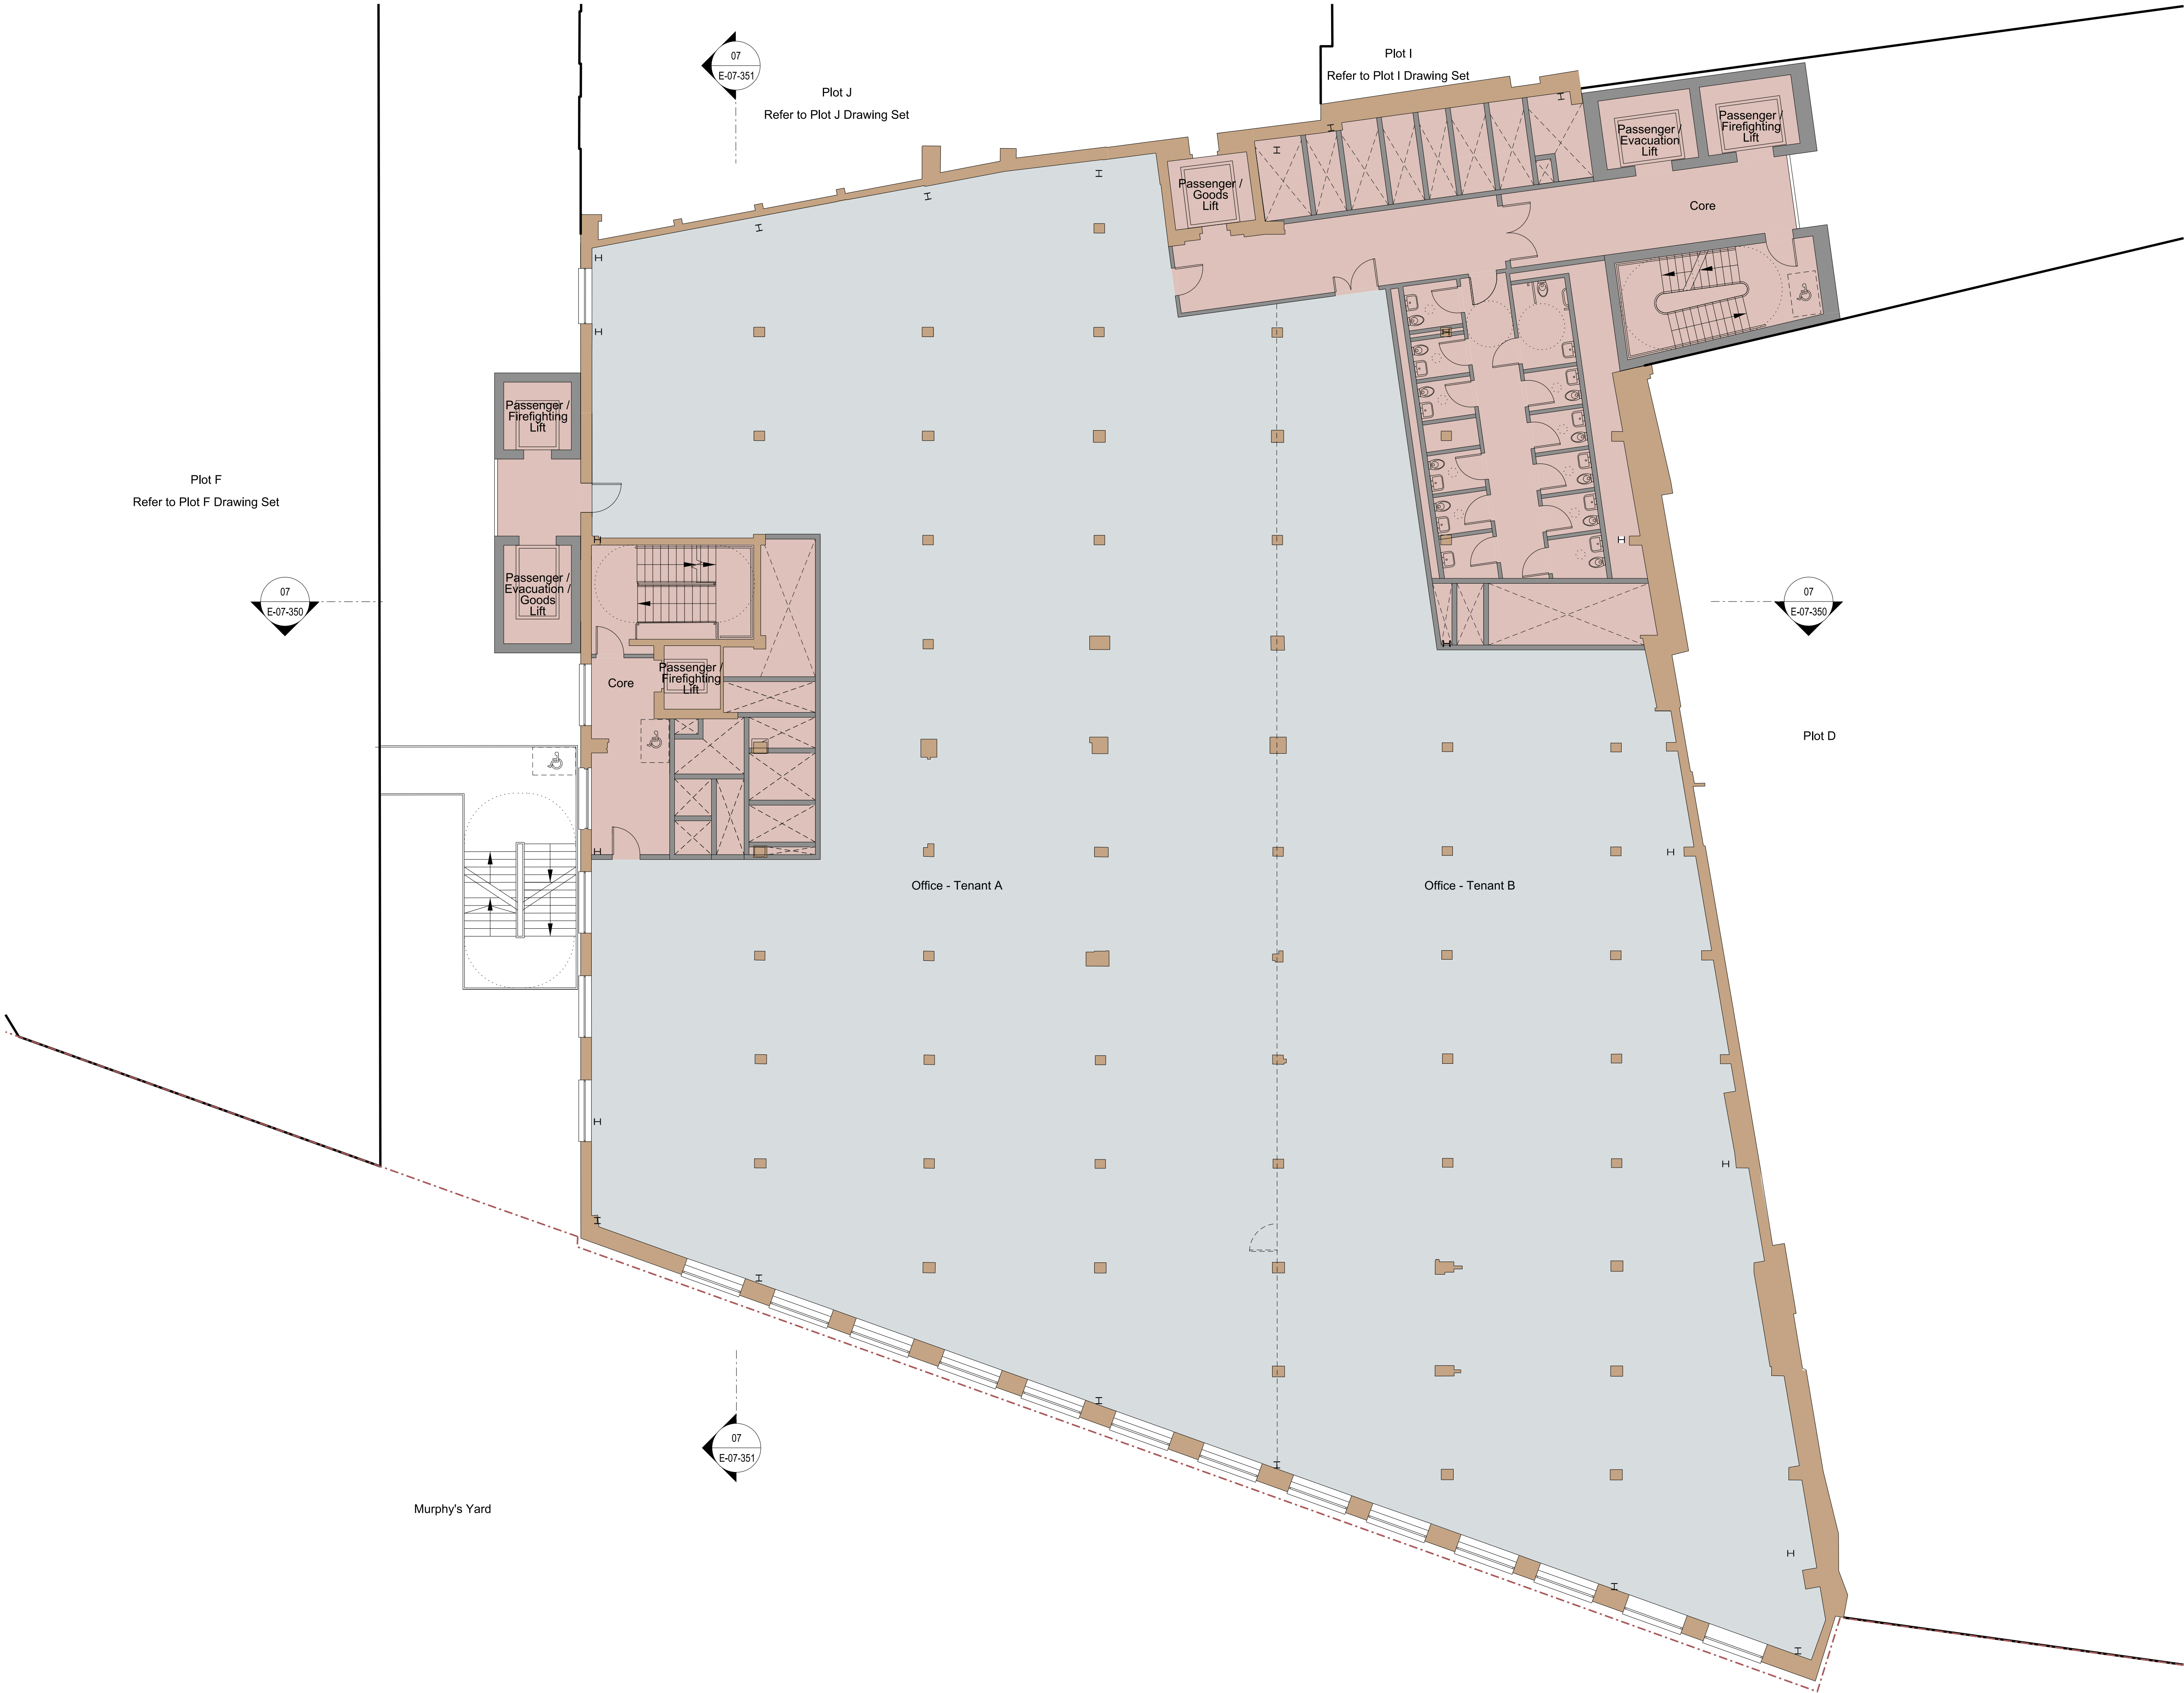 07
E-07-351
Plot J
Refer to Plot J Drawing Set
Plot I
Refer to Plot I Drawing Set
Passenger /
Evacuation
Lift
Passenger /
Firefighting
Lift
Passenger /
Goods
Lift
Core
Passenger /
Firefighting
Lift
Plot F
Refer to Plot F Drawing Set
Passenger /
Evacuation /
Goods
Lift
07
E-07-350
07
E-07-350
Core
Passenger /
Firefighting
Lift
Plot D
Office - Tenant A
Office - Tenant B
07
E-07-351
Murphy's Yard